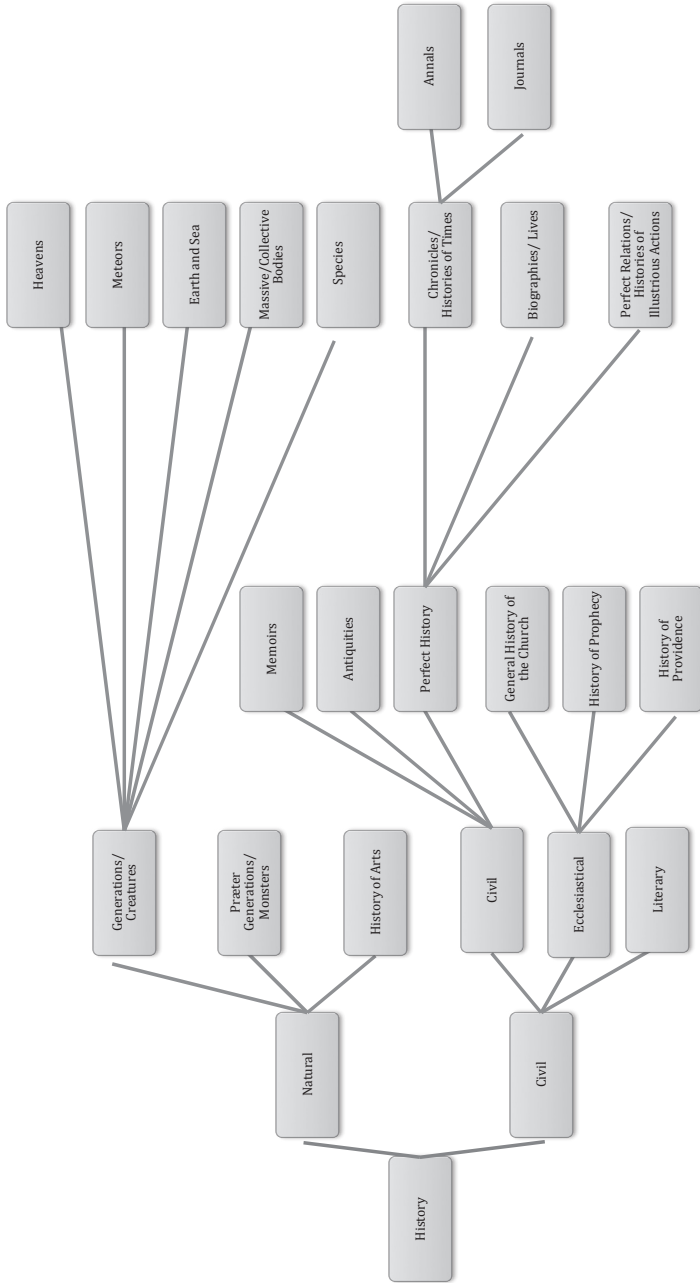 History
Natural
Civil
Generations/
Creatures
Præter
Generations/
Monsters
History of Arts
Civil
Ecclesiastical
Literary
Memoirs
Antiquities
Perfect History
General History of
the Church
History of Prophecy
History of
Providence
Heavens
Meteors
Earth and Sea
Massive/Collective
Bodies
Species
Chronicles/
Histories of Times
Biographies/ Lives
Perfect Relations/
Histories of
Illustrious Actions
Annals
Journals